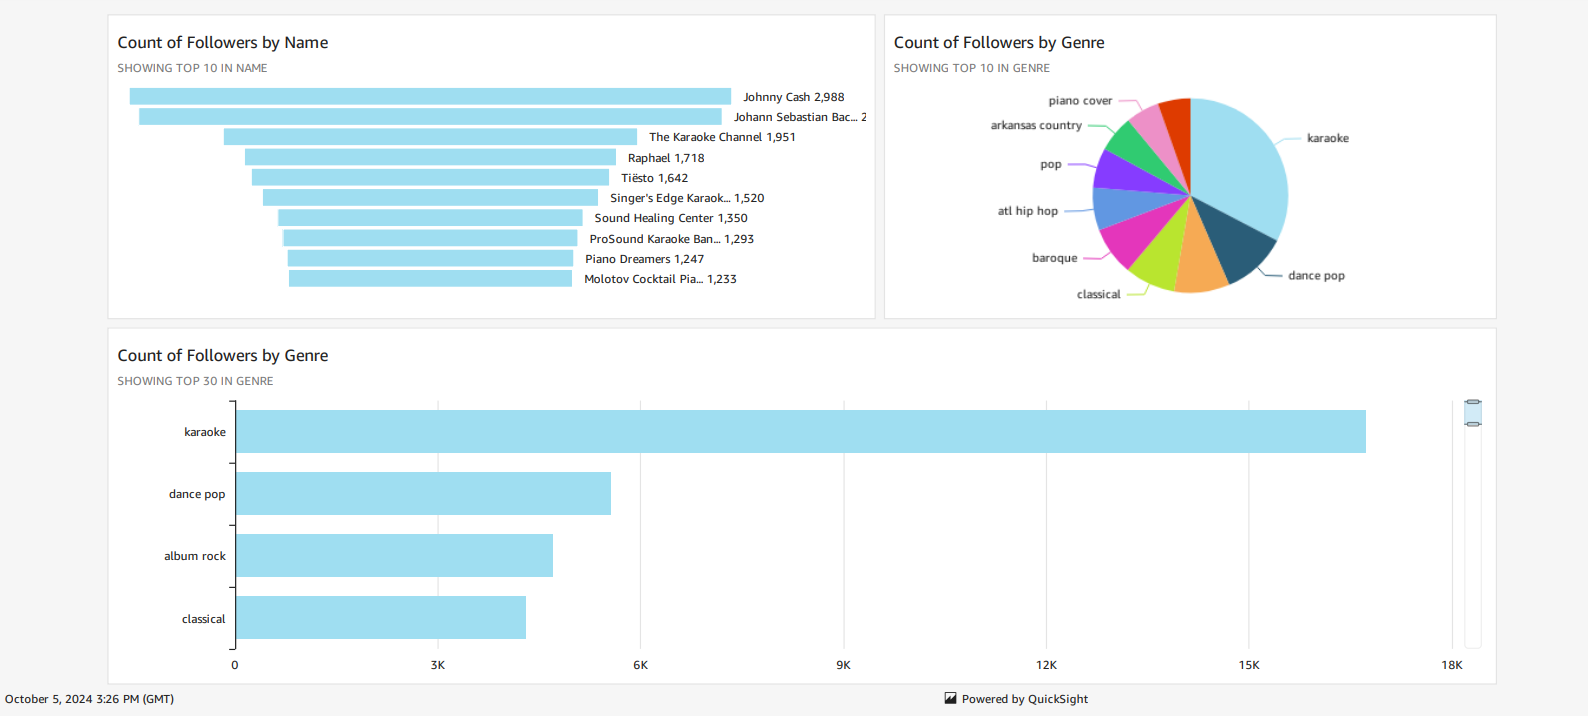 Count of Followers by Name
SHOWING TOP 10 IN NAME
Johnny Cash 2,988
Johann Sebastian Bac... 2
The Karaoke Channel 1,951
Raphael 1,718
Tiësto 1,642
Singer's Edge Karaok... 1,520
Sound Healing Center 1,350
ProSound Karaoke Ban... 1,293
Piano Dreamers 1,247
Molotov Cocktail Pia... 1,233
Count of Followers by Genre
SHOWING TOP 10 IN GENRE
piano cover
arkansas country
karaoke
pop
atl hip hop
baroque
dance pop
classical
Count of Followers by Genre
SHOWING TOP 30 IN GENRE
karaoke
dance pop
album rock
classical
0 3K 6K 9K 12K 15K 18K
October 5, 2024 3:26 PM (GMT)
Powered by QuickSight